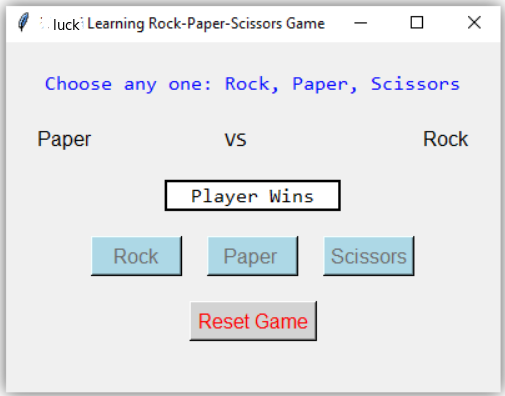 luck Learning Rock-Paper-Scissors Game
Choose any one: Rock, Paper, Scissors
Paper VS Rock
Player Wins
Rock Paper Scissors
Reset Game